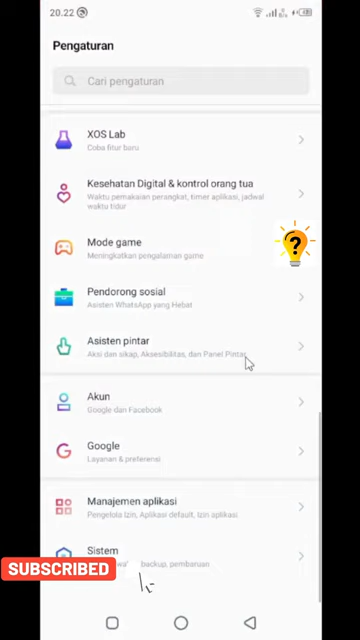 20.22
Pengaturan
Cari pengaturan
XOS Lab
Coba fitur baru
Kesehatan Digital & kontrol orang tua
Waktu pemakaian perangkat, timer aplikasi, jadwal
waktu tidur
Mode game
Meningkatkan pengalaman game
Pendorong sosial
Asisten WhatsApp yang Hebat
Asisten pintar
Aksi dan sikap, Aksesibilitas, dan Panel Pintar
Akun
Google dan Facebook
Google
Layanan & preferensi
Manajemen aplikasi
Pengelola Izin, Aplikasi default, Izin aplikasi
Sistem
backup, pembaruan
SUBSCRIBED